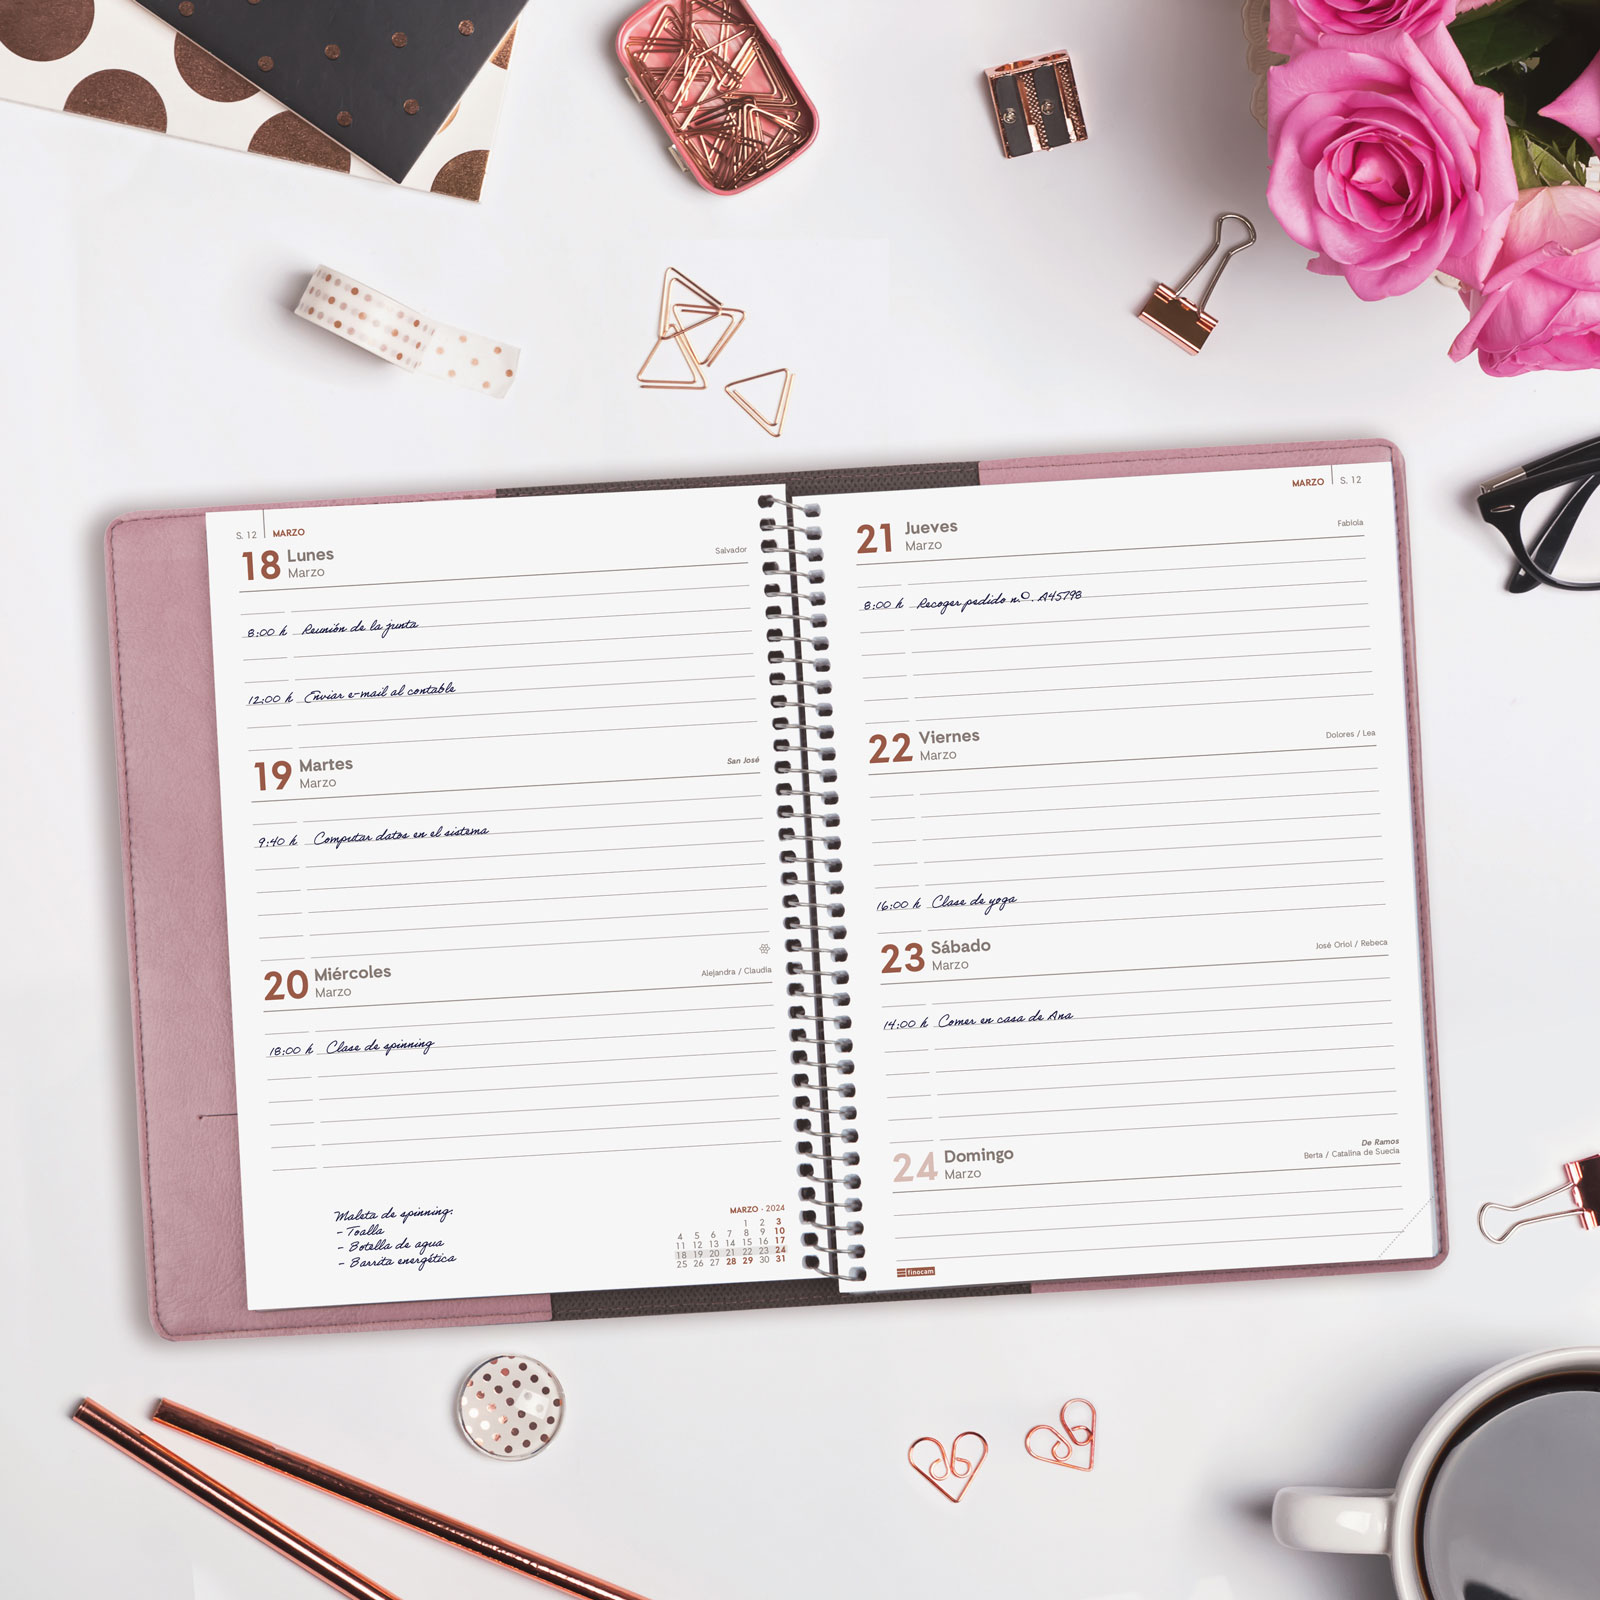 S. 12 MARZO
18 Lunes
Marzo
Salvador
8:00 h Reunión de la junta
12:00 h Enviar e-mail al contable
19 Martes
Marzo
San José
9:40 h Computar datos en el sistema
20 Miércoles
Marzo
Alejandra / Claudia
18:00 h Clase de spinning
Maleta de spinning:
- Toalla
- Botella de agua
- Barrita energética
MARZO - 2024
1 2 3
4 5 6 7 8 9 10
11 12 13 14 15 16 17
18 19 20 21 22 23 24
25 26 27 28 29 30 31
MARZO S. 12
21 Jueves
Marzo
Fabiola
8:00 h Recoger pedido n.º. A45798
22 Viernes
Marzo
Dolores / Lea
16:00 h Clase de yoga
23 Sábado
Marzo
José Oriol / Rebeca
14:00 h Comer en casa de Ana
24 Domingo
Marzo
De Ramos
Berta / Catalina de Suecia
finocam